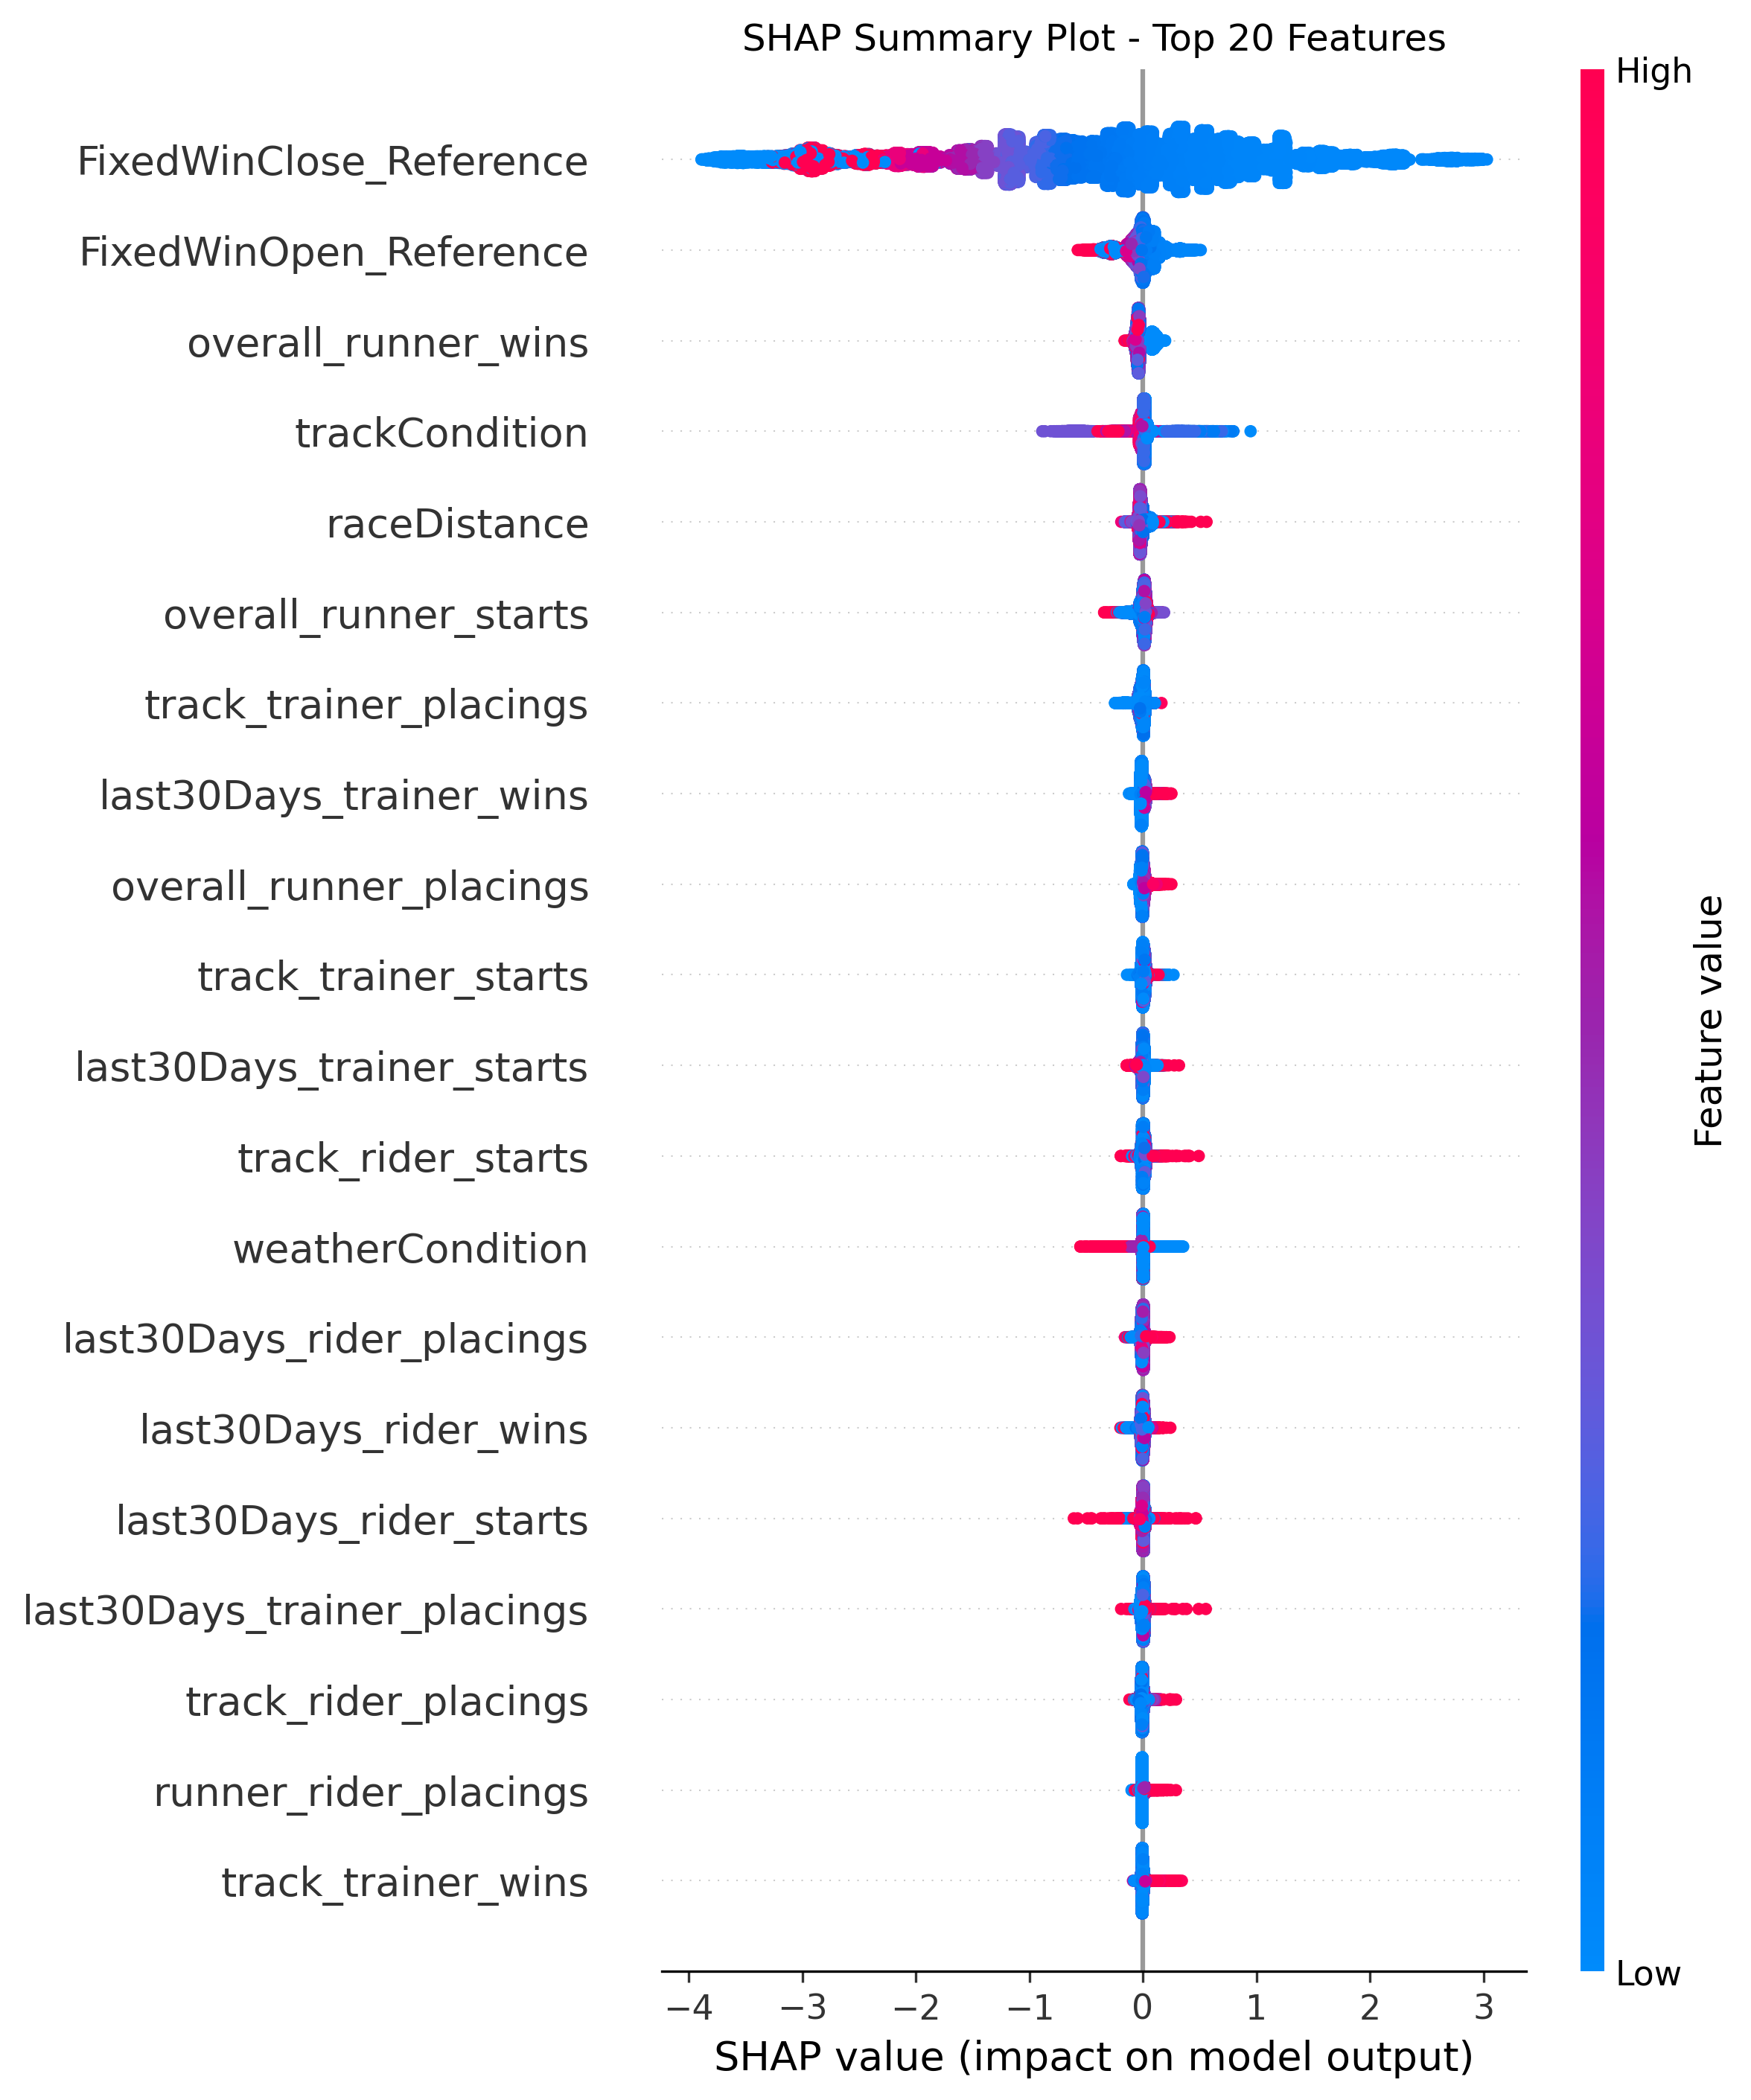 SHAP Summary Plot - Top 20 Features
High
FixedWinClose_Reference
FixedWinOpen_Reference
overall_runner_wins
trackCondition
raceDistance
overall_runner_starts
track_trainer_placings
last30Days_trainer_wins
overall_runner_placings
track_trainer_starts
last30Days_trainer_starts
track_rider_starts
weatherCondition
last30Days_rider_placings
last30Days_rider_wins
last30Days_rider_starts
last30Days_trainer_placings
track_rider_placings
runner_rider_placings
track_trainer_wins
Feature value
Low
−4 −3 −2 −1 0 1 2 3
SHAP value (impact on model output)